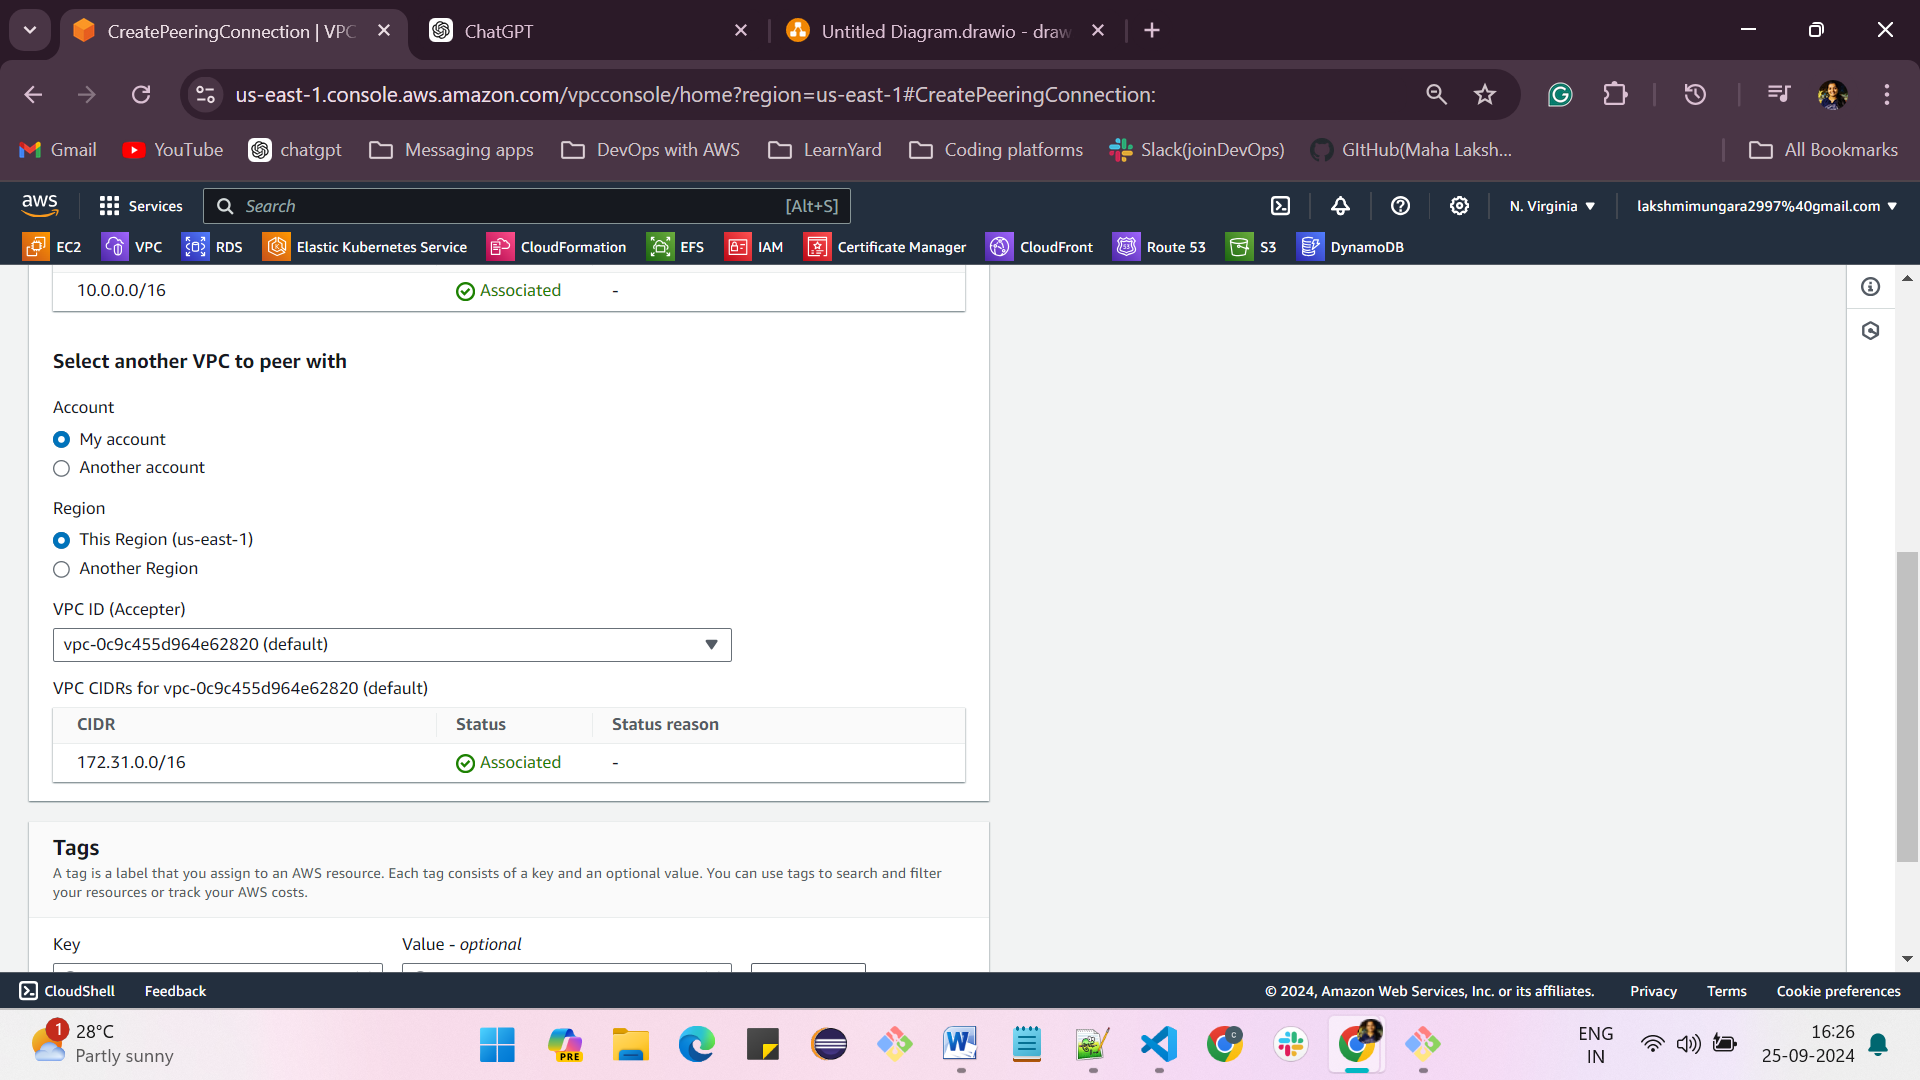 CreatePeeringConnection | VPC
ChatGPT
Untitled Diagram.drawio - draw
us-east-1.console.aws.amazon.com/vpcconsole/home?region=us-east-1#CreatePeeringConnection:
Gmail
YouTube
chatgpt
Messaging apps
DevOps with AWS
LearnYard
Coding platforms
Slack(joinDevOps)
GItHub(Maha Laksh...
All Bookmarks
aws
Services
Search
[Alt+S]
N. Virginia
lakshmimungara2997%40gmail.com
EC2
VPC
RDS
Elastic Kubernetes Service
CloudFormation
EFS
IAM
Certificate Manager
CloudFront
Route 53
S3
DynamoDB
10.0.0.0/16
Associated
-
Select another VPC to peer with
Account
My account
Another account
Region
This Region (us-east-1)
Another Region
VPC ID (Accepter)
vpc-0c9c455d964e62820 (default)
VPC CIDRs for vpc-0c9c455d964e62820 (default)
CIDR
Status
Status reason
172.31.0.0/16
Associated
-
Tags
A tag is a label that you assign to an AWS resource. Each tag consists of a key and an optional value. You can use tags to search and filter
your resources or track your AWS costs.
Key
Value - optional
CloudShell
Feedback
© 2024, Amazon Web Services, Inc. or its affiliates.
Privacy
Terms
Cookie preferences
1
28°C
Partly sunny
PRE
ENG
IN
16:26
25-09-2024